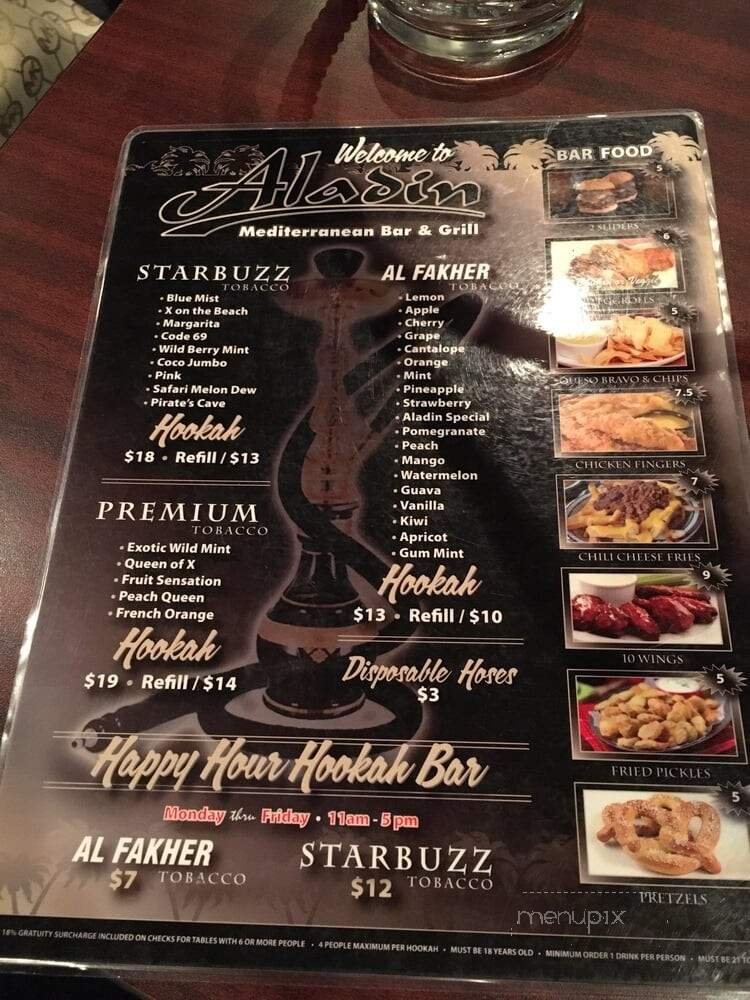 Welcome to
Aladin
Mediterranean Bar & Grill
STARBUZZ
TOBACCO
• Blue Mist
• X on the Beach
• Margarita
• Code 69
• Wild Berry Mint
• Coco Jumbo
• Pink
• Safari Melon Dew
• Pirate's Cave
Hookah
$18 • Refill / $13
PREMIUM
TOBACCO
• Exotic Wild Mint
• Queen of X
• Fruit Sensation
• Peach Queen
• French Orange
Hookah
$19 • Refill / $14
AL FAKHER
TOBACCO
• Lemon
• Apple
• Cherry
• Grape
• Cantalope
• Orange
• Mint
• Pineapple
• Strawberry
• Aladin Special
• Pomegranate
• Peach
• Mango
• Watermelon
• Guava
• Vanilla
• Kiwi
• Apricot
• Gum Mint
Hookah
$13 • Refill / $10
Disposable Hoses
$3
Happy Hour Hookah Bar
Monday thru Friday • 11am - 5 pm
AL FAKHER
$7 TOBACCO
STARBUZZ
$12 TOBACCO
BAR FOOD
5
2 SLIDERS
6
or Veggie
EGG ROLLS
5
QUESO BRAVO & CHIPS
7.5
CHICKEN FINGERS
7
CHILI CHEESE FRIES
9
10 WINGS
5
FRIED PICKLES
5
PRETZELS
menupix
18% GRATUITY SURCHARGE INCLUDED ON CHECKS FOR TABLES WITH 6 OR MORE PEOPLE • 4 PEOPLE MAXIMUM PER HOOKAH • MUST BE 18 YEARS OLD • MINIMUM ORDER 1 DRINK PER PERSON • MUST BE 21 TO